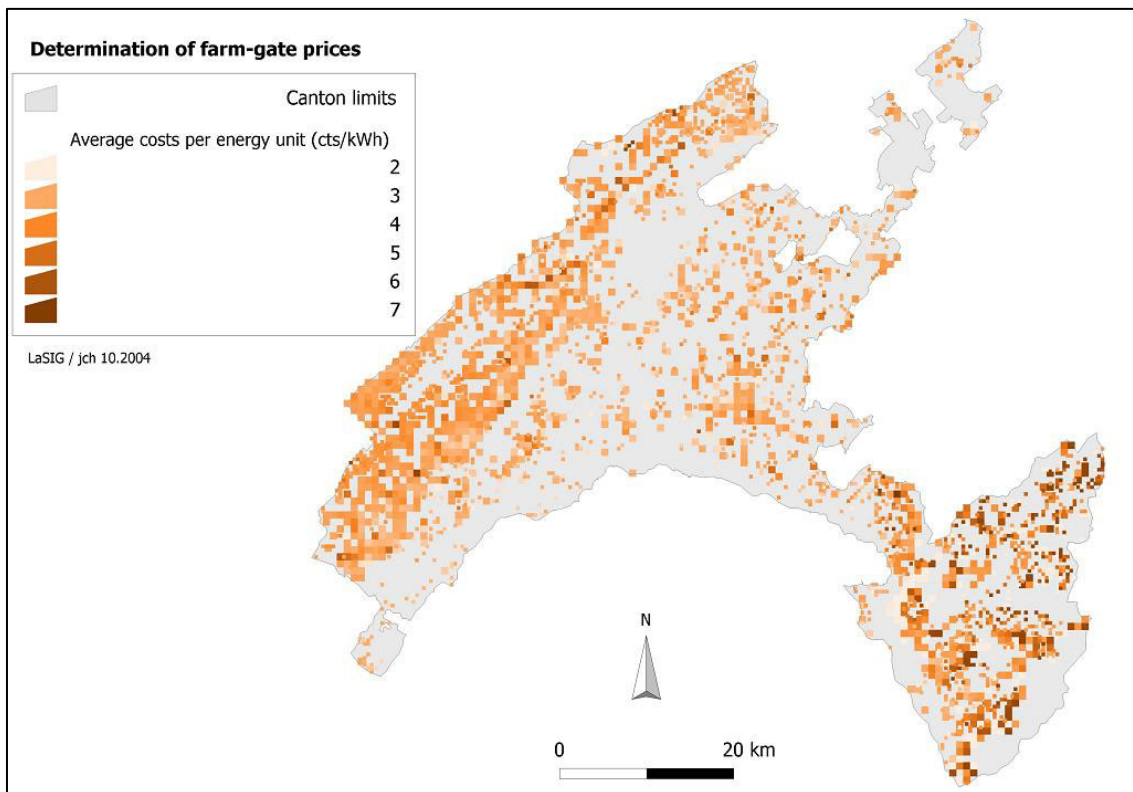 Determination of farm-gate prices
Canton limits
Average costs per energy unit (cts/kWh)
2
3
4
5
6
7
LaSIG / jch 10.2004
N
0 20 km